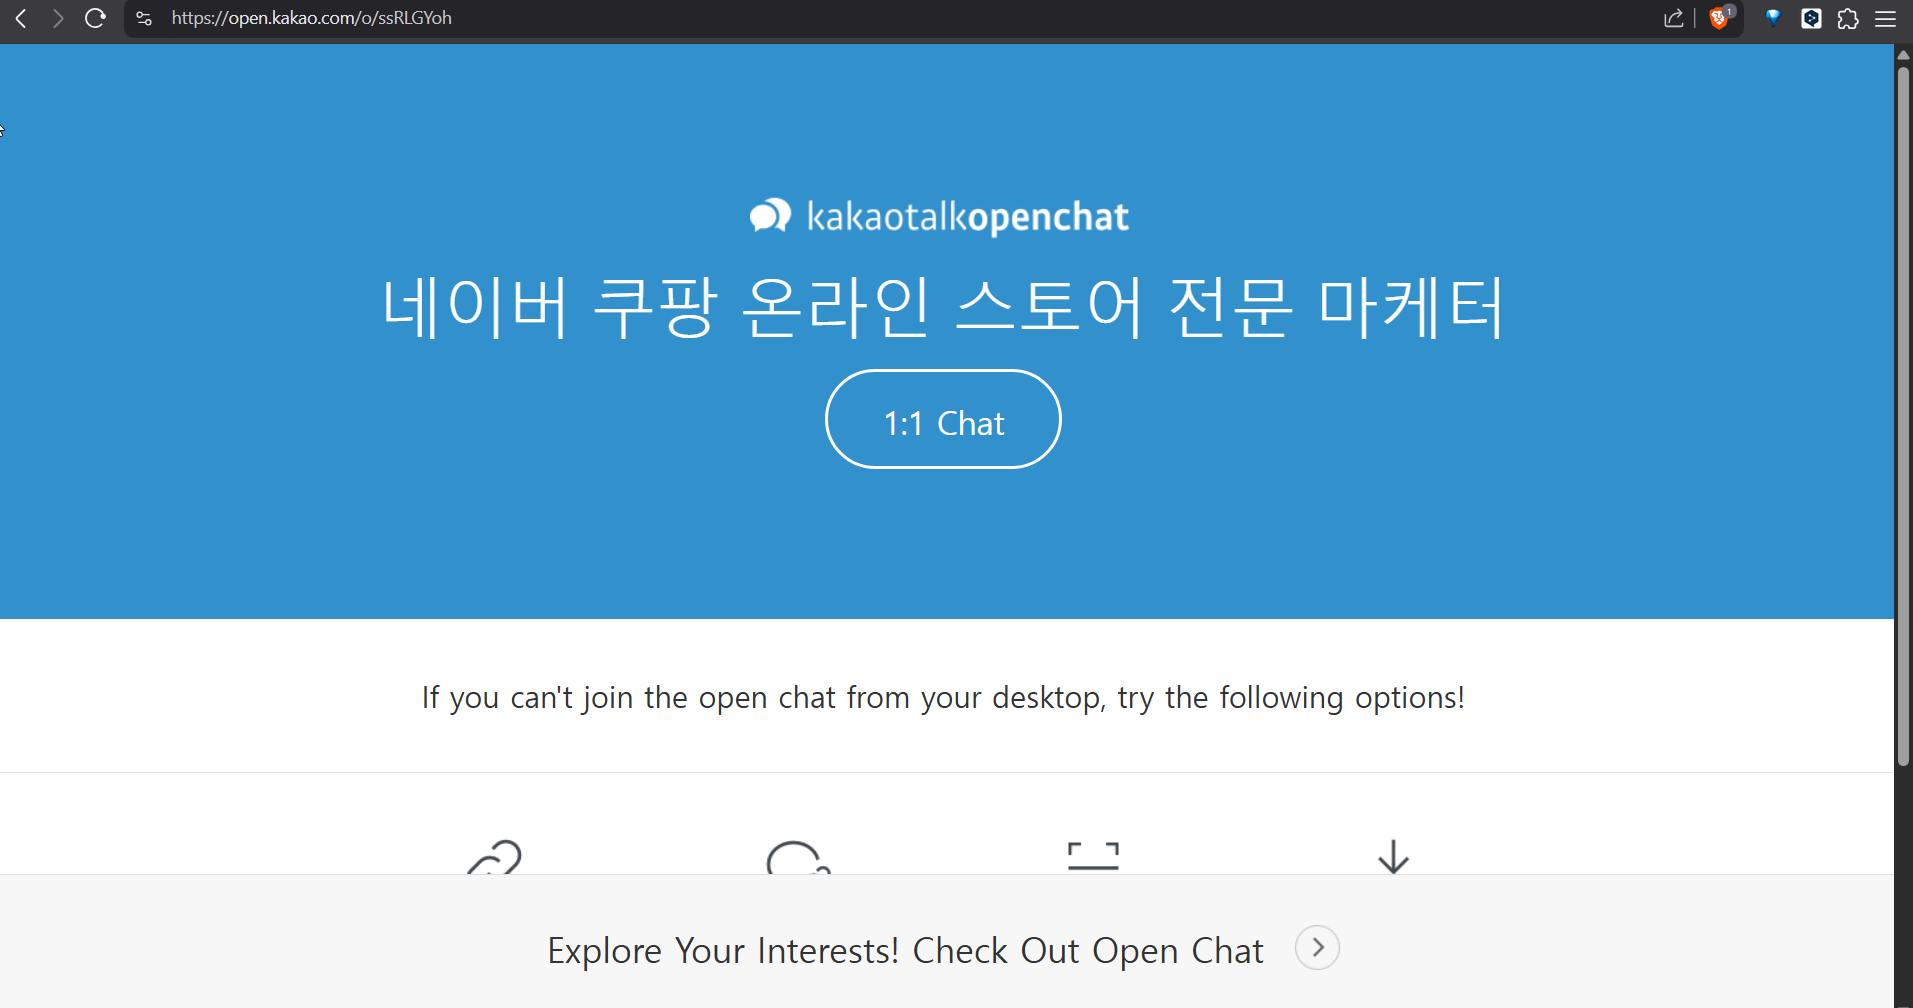 https://open.kakao.com/o/ssRLGYoh
1
kakaotalkopenchat
네이버 쿠팡 온라인 스토어 전문 마케터
1:1 Chat
If you can't join the open chat from your desktop, try the following options!
Explore Your Interests! Check Out Open Chat